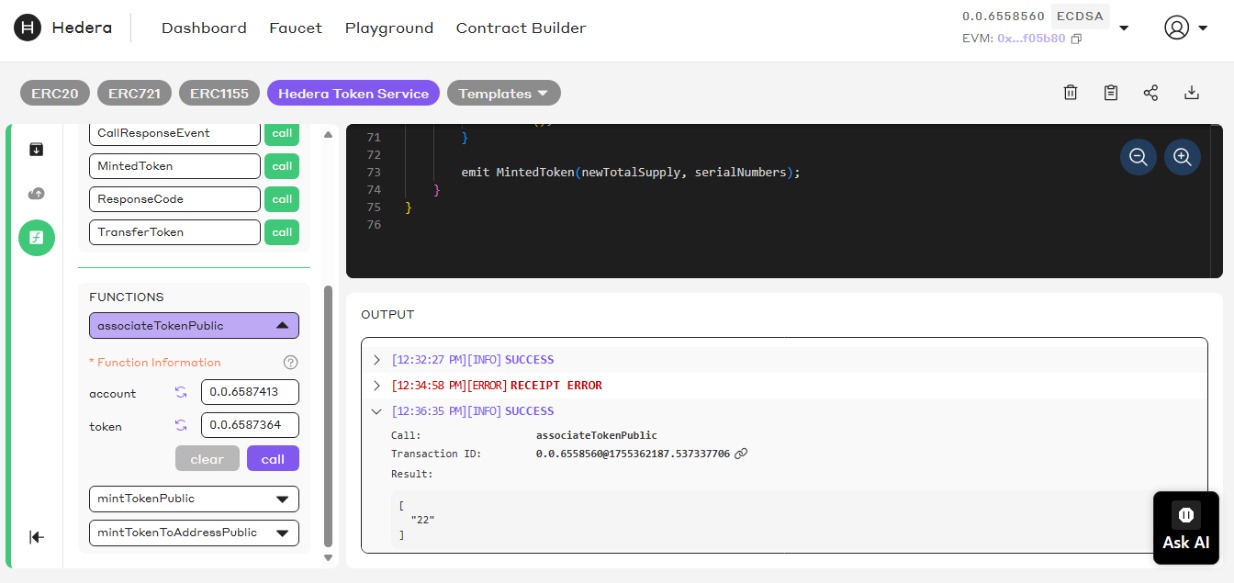 Hedera
Dashboard
Faucet
Playground
Contract Builder
0.0.6558560 ECDSA
EVM: 0x...f05b80
ERC20
ERC721
ERC1155
Hedera Token Service
Templates
CallResponseEvent call
MintedToken call
ResponseCode call
TransferToken call
FUNCTIONS
associateTokenPublic
* Function Information
account 0.0.6587413
token 0.0.6587364
clear call
mintTokenPublic
mintTokenToAddressPublic
71 }
72
73 emit MintedToken(newTotalSupply, serialNumbers);
74 }
75 }
76
OUTPUT
[12:32:27 PM][INFO] SUCCESS
[12:34:58 PM][ERROR] RECEIPT ERROR
[12:36:35 PM][INFO] SUCCESS
Call: associateTokenPublic
Transaction ID: 0.0.6558560@1755362187.537337706
Result:
[
"22"
]
Ask AI